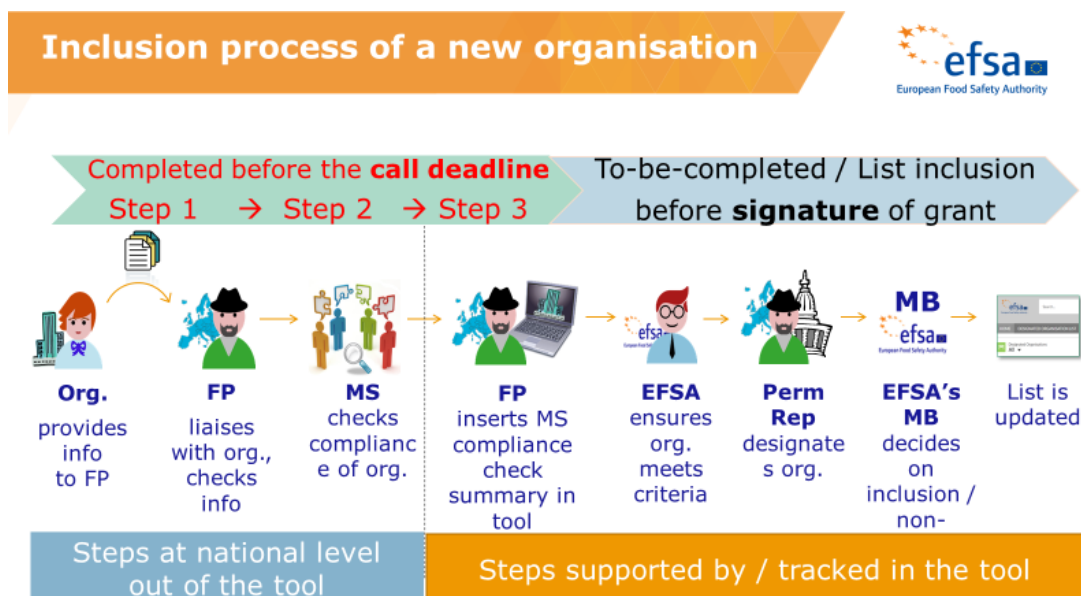 Inclusion process of a new organisation
efsa
European Food Safety Authority
Completed before the call deadline
Step 1 → Step 2 → Step 3
To-be-completed / List inclusion
before signature of grant
Org.
provides
info
to FP
FP
liaises
with org.,
checks
info
MS
checks
complianc
e of org.
FP
inserts MS
compliance
check
summary in
tool
efsa
EFSA
ensures
org.
meets
criteria
Perm
Rep
designate
s org.
MB
efsa
European Food Safety Authority
EFSA's
MB
decides
on
inclusion /
non-
efsa
List is
updated
Steps at national level
out of the tool
Steps supported by / tracked in the tool